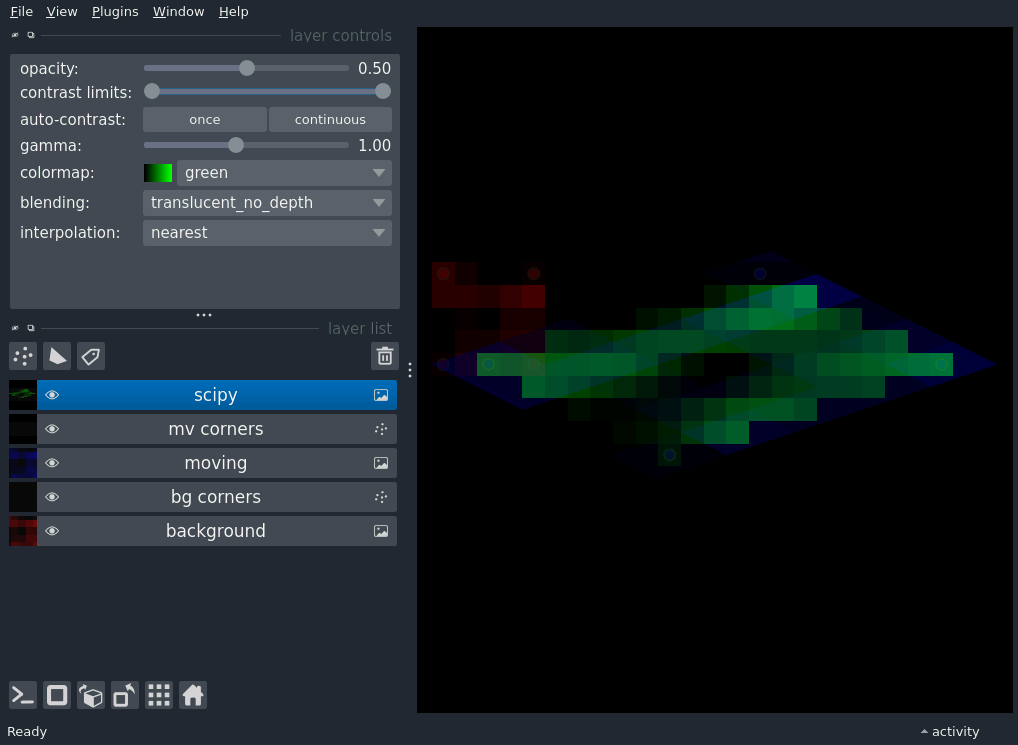 File View Plugins Window Help
layer controls
opacity: 0.50
contrast limits:
auto-contrast: once continuous
gamma: 1.00
colormap: green
blending: translucent_no_depth
interpolation: nearest
layer list
scipy
mv corners
moving
bg corners
background
Ready activity